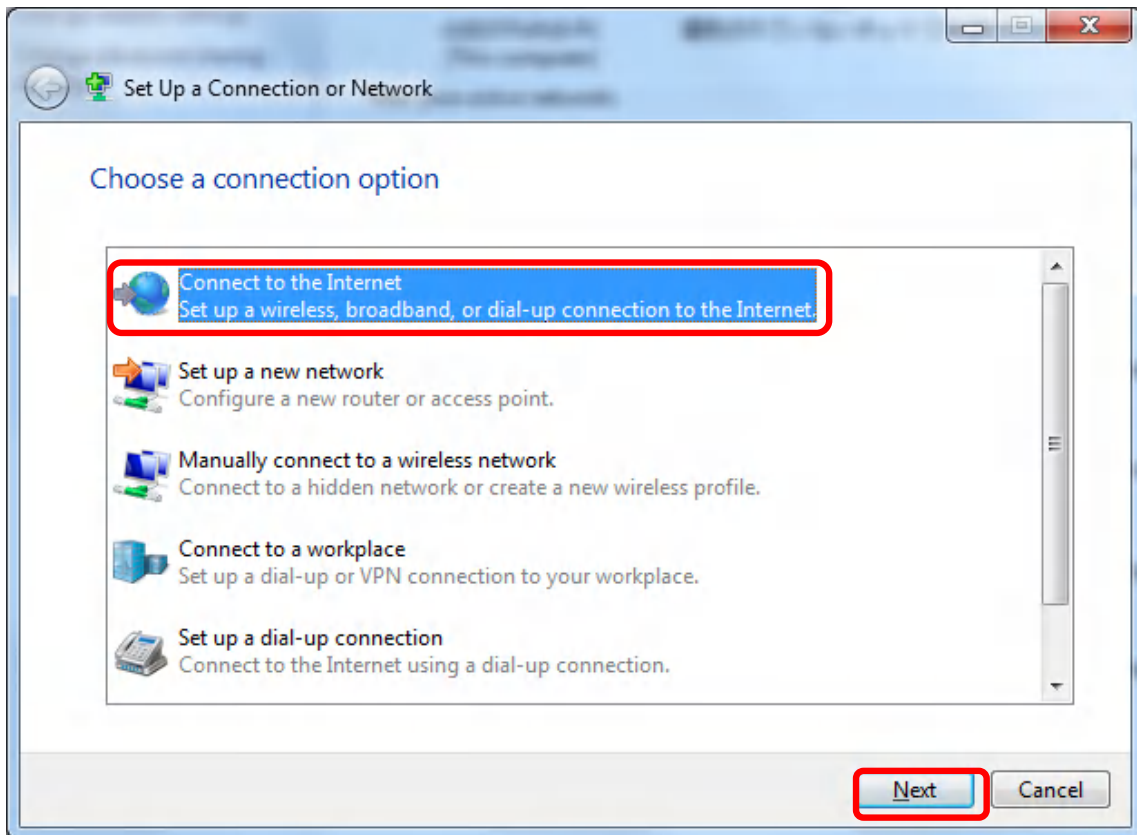 Set Up a Connection or Network
Choose a connection option
Connect to the Internet
Set up a wireless, broadband, or dial-up connection to the Internet.
Set up a new network
Configure a new router or access point.
Manually connect to a wireless network
Connect to a hidden network or create a new wireless profile.
Connect to a workplace
Set up a dial-up or VPN connection to your workplace.
Set up a dial-up connection
Connect to the Internet using a dial-up connection.
Next
Cancel